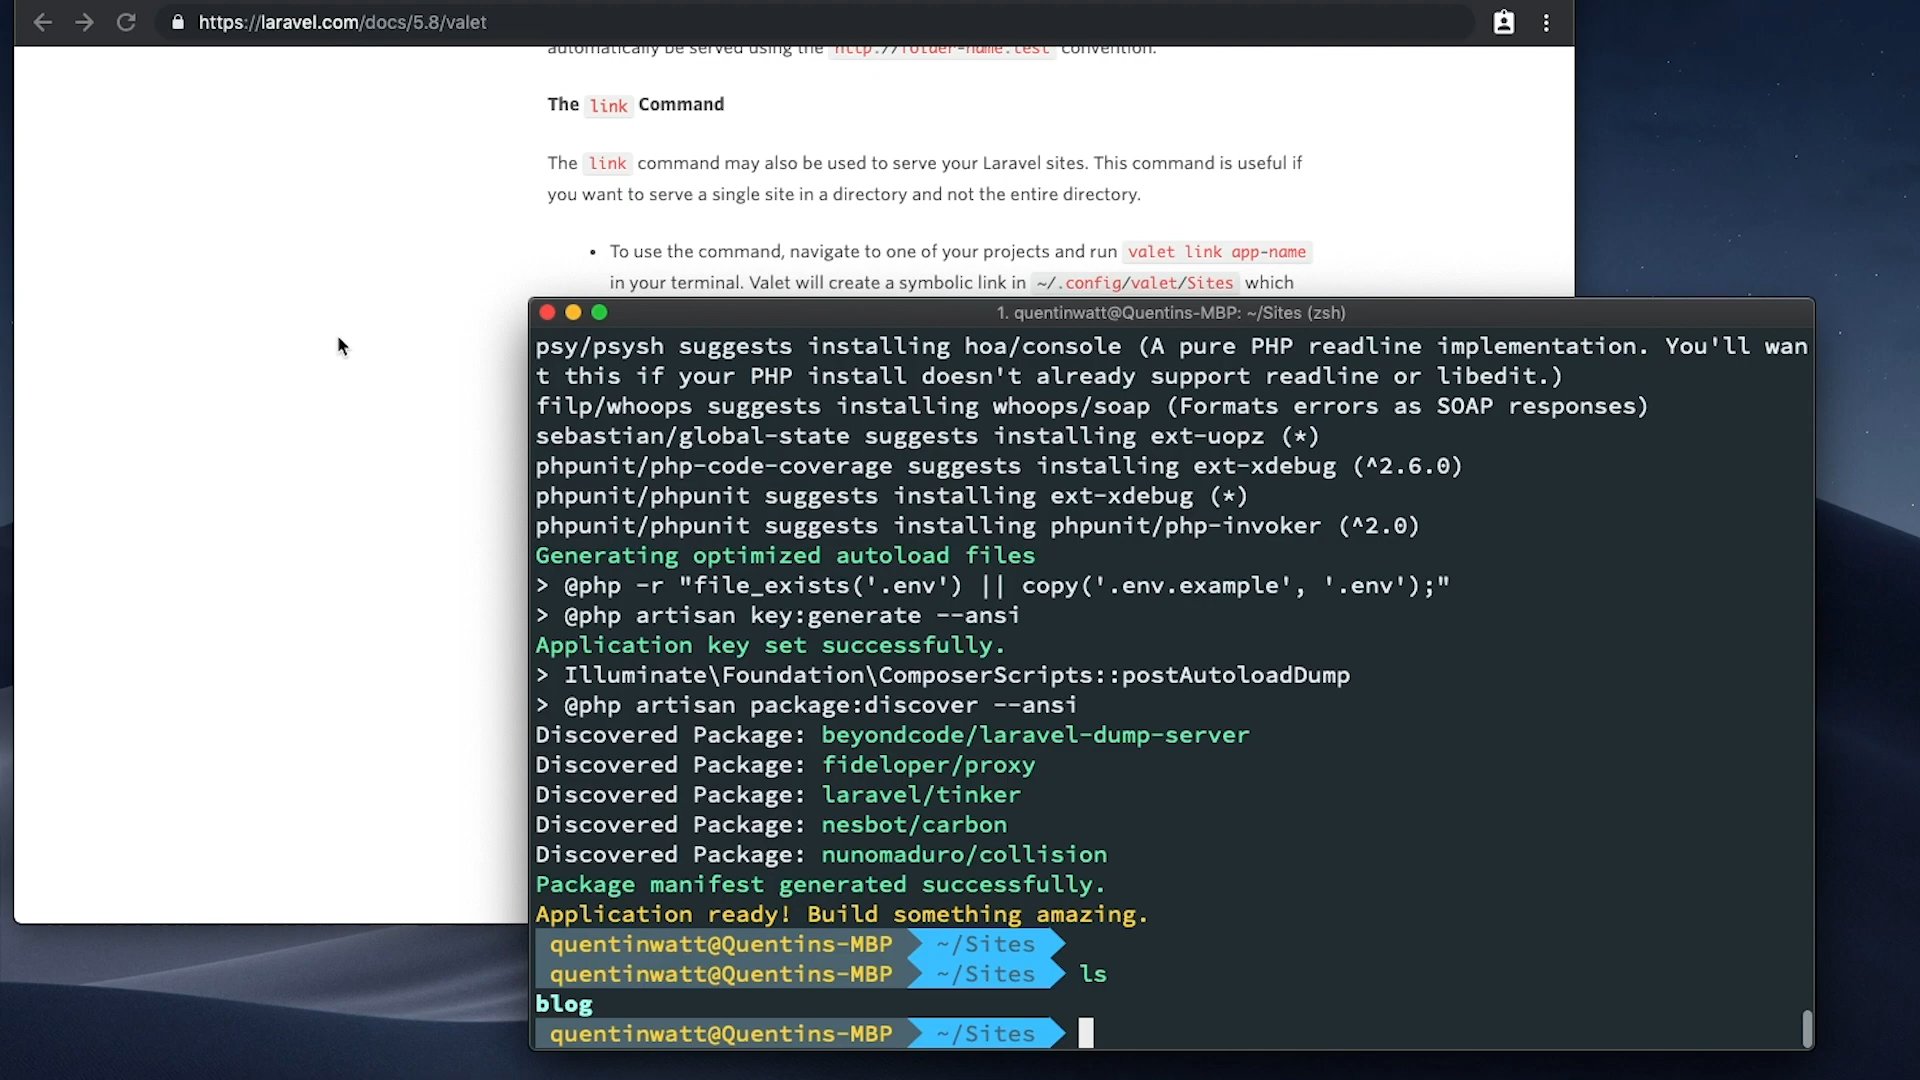 https://laravel.com/docs/5.8/valet
automatically be served using the http://folder-name.test convention.
The link Command
The link command may also be used to serve your Laravel sites. This command is useful if
you want to serve a single site in a directory and not the entire directory.
• To use the command, navigate to one of your projects and run valet link app-name
in your terminal. Valet will create a symbolic link in ~/.config/valet/Sites which
1. quentinwatt@Quentins-MBP: ~/Sites (zsh)
psy/psysh suggests installing hoa/console (A pure PHP readline implementation. You'll wan
t this if your PHP install doesn't already support readline or libedit.)
filp/whoops suggests installing whoops/soap (Formats errors as SOAP responses)
sebastian/global-state suggests installing ext-uopz (*)
phpunit/php-code-coverage suggests installing ext-xdebug (^2.6.0)
phpunit/phpunit suggests installing ext-xdebug (*)
phpunit/phpunit suggests installing phpunit/php-invoker (^2.0)
Generating optimized autoload files
> @php -r "file_exists('.env') || copy('.env.example', '.env');"
> @php artisan key:generate --ansi
Application key set successfully.
> Illuminate\Foundation\ComposerScripts::postAutoloadDump
> @php artisan package:discover --ansi
Discovered Package: beyondcode/laravel-dump-server
Discovered Package: fideloper/proxy
Discovered Package: laravel/tinker
Discovered Package: nesbot/carbon
Discovered Package: nunomaduro/collision
Package manifest generated successfully.
Application ready! Build something amazing.
quentinwatt@Quentins-MBP ~/Sites
quentinwatt@Quentins-MBP ~/Sites ls
blog
quentinwatt@Quentins-MBP ~/Sites